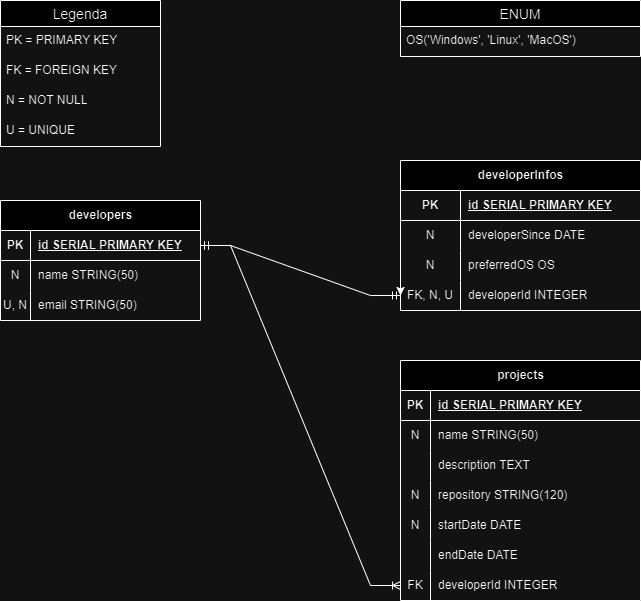 Legenda
PK = PRIMARY KEY
FK = FOREIGN KEY
N = NOT NULL
U = UNIQUE
ENUM
OS('Windows', 'Linux', 'MacOS')
developers
PK id SERIAL PRIMARY KEY
N name STRING(50)
U, N email STRING(50)
developerInfos
PK id SERIAL PRIMARY KEY
N developerSince DATE
N preferredOS OS
FK, N, U developerId INTEGER
projects
PK id SERIAL PRIMARY KEY
N name STRING(50)
description TEXT
N repository STRING(120)
N startDate DATE
endDate DATE
FK developerId INTEGER